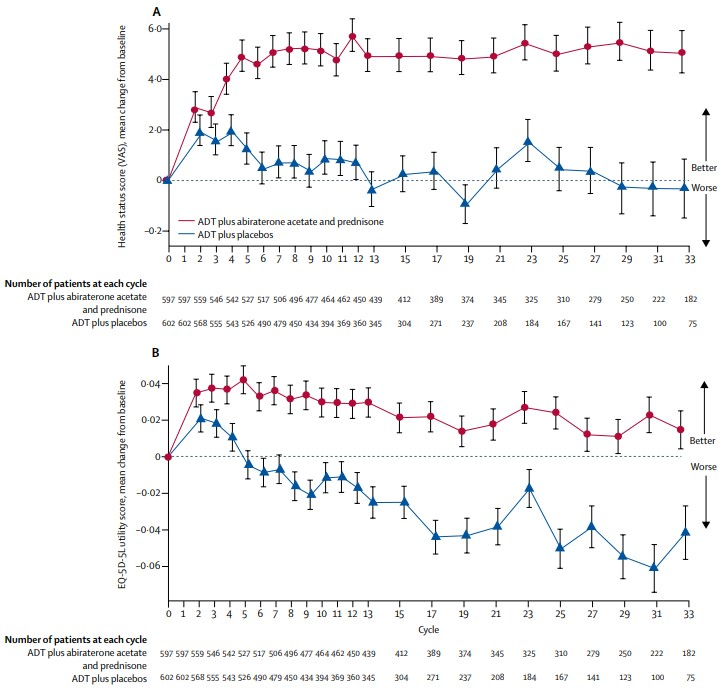 A
Health status score (VAS), mean change from baseline
6·0
4·0
2·0
0
–0·2
Better
Worse
ADT plus abiraterone acetate and prednisone
ADT plus placebos
0 1 2 3 4 5 6 7 8 9 10 11 12 13 15 17 19 21 23 25 27 29 31 33
Number of patients at each cycle
ADT plus abiraterone acetate and prednisone 597 597 559 546 542 527 517 506 496 477 464 462 450 439 412 389 374 345 325 310 279 250 222 182
ADT plus placebos 602 602 568 555 543 526 490 479 450 434 394 369 360 345 304 271 237 208 184 167 141 123 100 75
B
EQ-5D-5L utility score, mean change from baseline
0·04
0·02
0
–0·02
–0·04
–0·06
Better
Worse
0 1 2 3 4 5 6 7 8 9 10 11 12 13 15 17 19 21 23 25 27 29 31 33
Cycle
Number of patients at each cycle
ADT plus abiraterone acetate and prednisone 597 597 559 546 542 527 517 506 496 477 464 462 450 439 412 389 374 345 325 310 279 250 222 182
ADT plus placebos 602 602 568 555 543 526 490 479 450 434 394 369 360 345 304 271 237 208 184 167 141 123 100 75